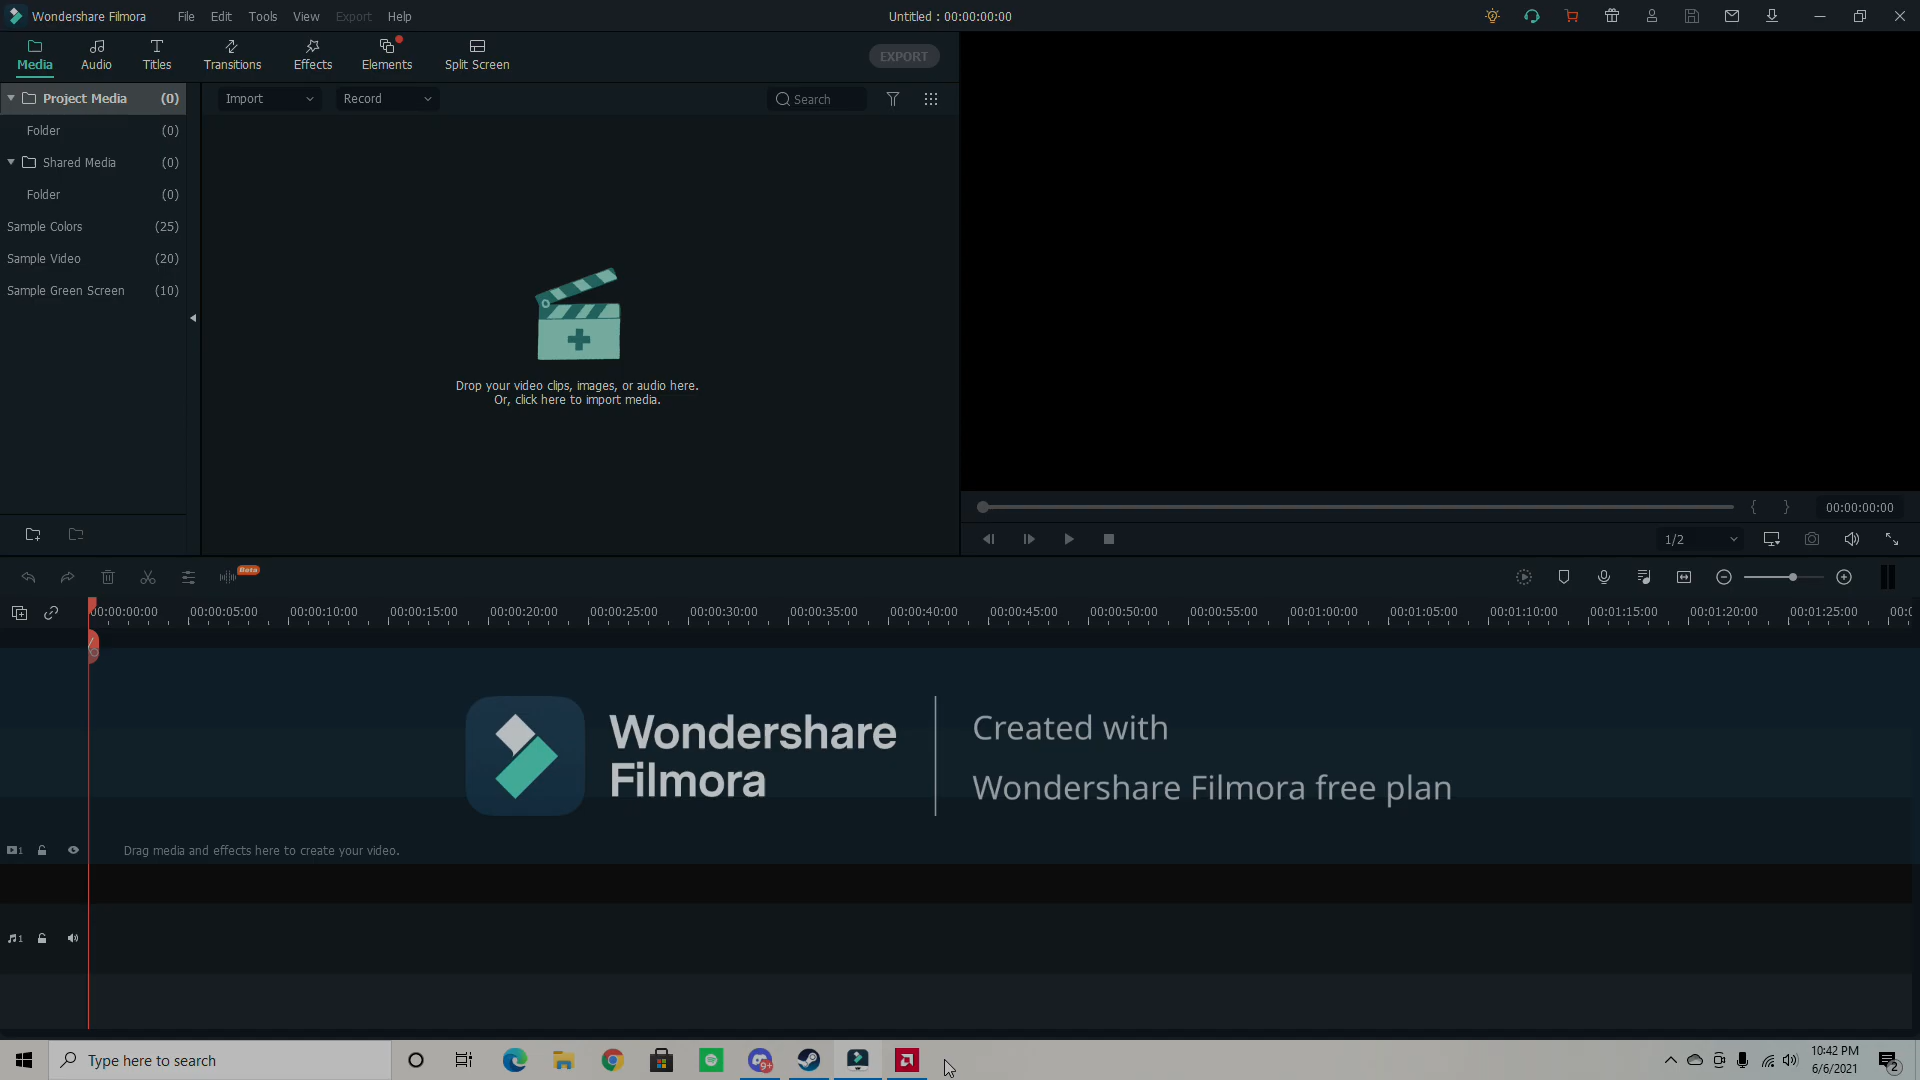 Wondershare Filmora File Edit Tools View Export Help Untitled : 00:00:00:00
Media Audio Titles Transitions Effects Elements Split Screen EXPORT
Project Media (0)
Import Record Search
Folder (0)
Shared Media (0)
Folder (0)
Sample Colors (25)
Sample Video (20)
Sample Green Screen (10)
Drop your video clips, images, or audio here.
Or, click here to import media.
{ } 00:00:00:00
1/2
Beta
00:00:00:00 00:00:05:00 00:00:10:00 00:00:15:00 00:00:20:00 00:00:25:00 00:00:30:00 00:00:35:00 00:00:40:00 00:00:45:00 00:00:50:00 00:00:55:00 00:01:00:00 00:01:05:00 00:01:10:00 00:01:15:00 00:01:20:00 00:01:25:00
Wondershare
Filmora
Created with
Wondershare Filmora free plan
1 Drag media and effects here to create your video.
1
Type here to search
9+
10:42 PM
6/6/2021
2